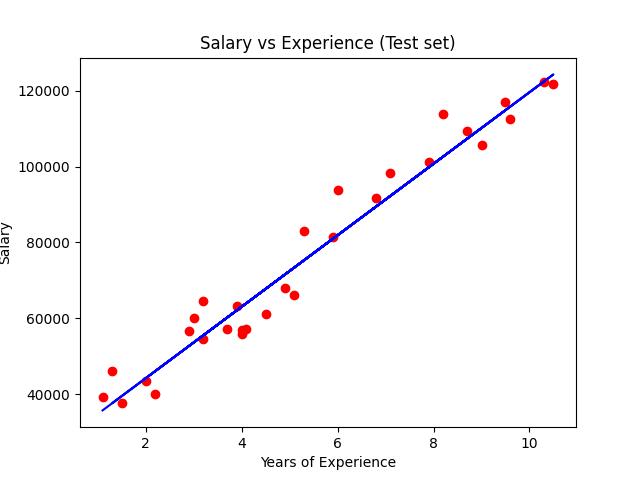 Salary vs Experience (Test set)
120000
100000
80000
60000
40000
Salary
2 4 6 8 10
Years of Experience